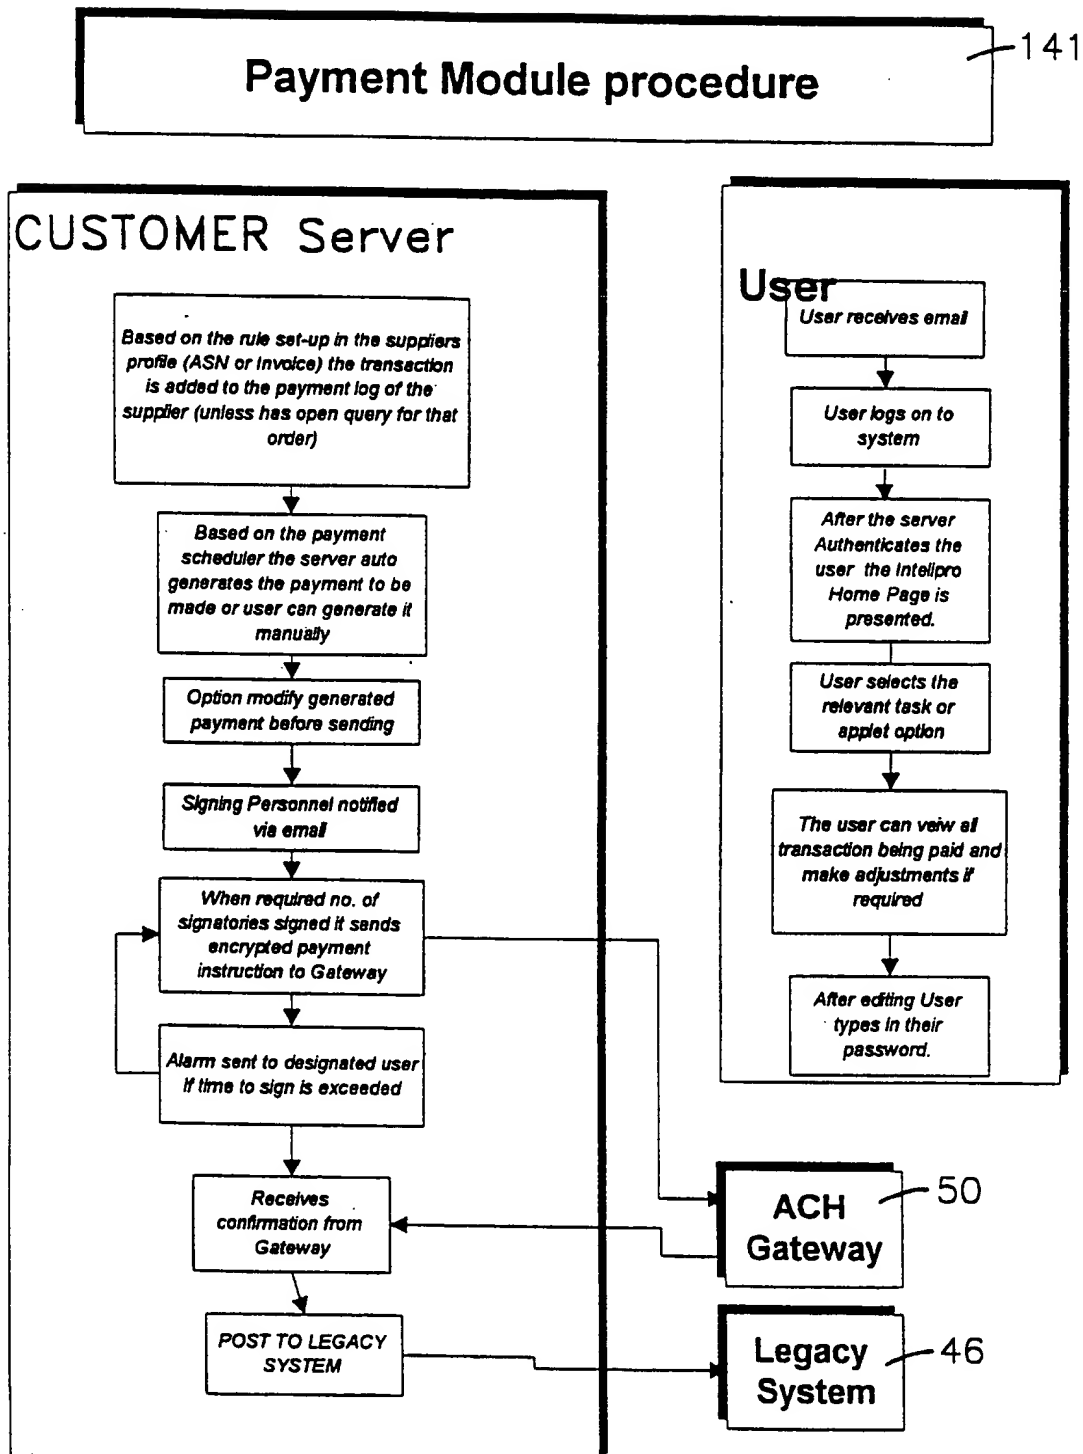 Payment Module procedure
141
CUSTOMER Server
Based on the rule set-up in the suppliers
profile (ASN or Invoice) the transaction
is added to the payment log of the
supplier (unless has open query for that
order)
Based on the payment
scheduler the server auto
generates the payment to be
made or user can generate it
manually
Option modify generated
payment before sending
Signing Personnel notified
via email
When required no. of
signatories signed it sends
encrypted payment
instruction to Gateway
Alarm sent to designated user
if time to sign is exceeded
Receives
confirmation from
Gateway
POST TO LEGACY
SYSTEM
User
User receives email
User logs on to
system
After the server
Authenticates the
user the Intelipro
Home Page is
presented.
User selects the
relevant task or
applet option
The user can veiw all
transaction being paid and
make adjustments if
required
After editing User
types in their
password.
ACH
Gateway
50
Legacy
System
46